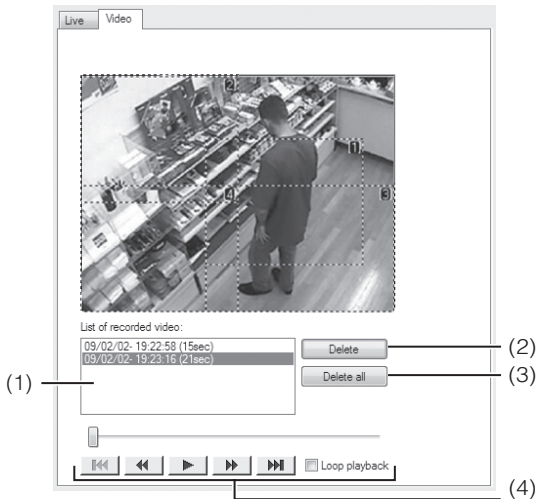 Live Video
2
1
4 3
List of recorded video:
09/02/02- 19:22:58 (15sec)
09/02/02- 19:23:16 (21sec)
Delete
Delete all
(1)
(2)
(3)
Loop playback
(4)